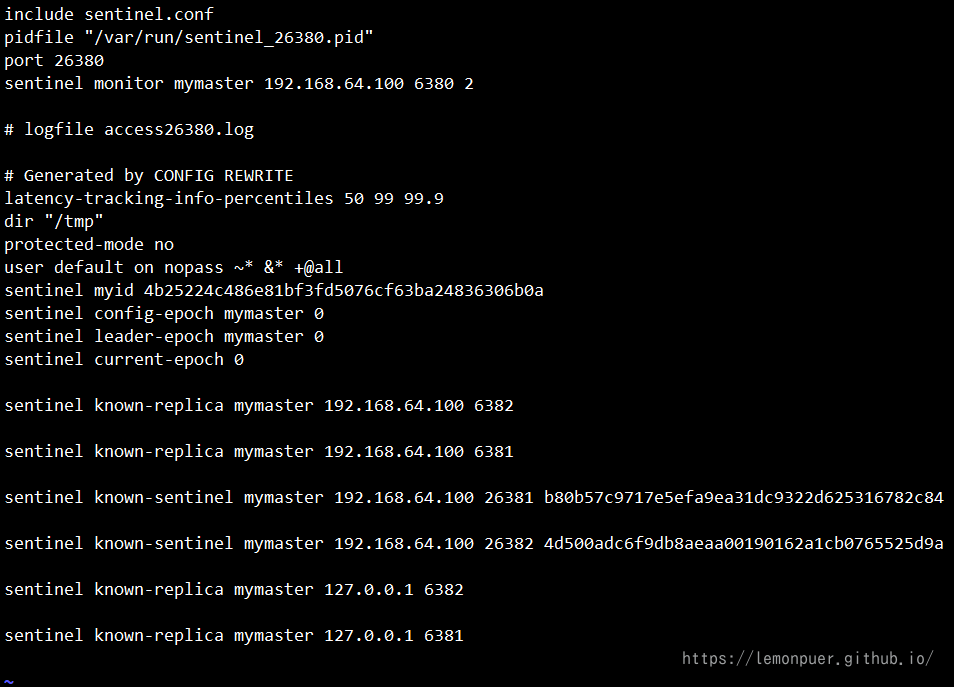 include sentinel.conf
pidfile "/var/run/sentinel_26380.pid"
port 26380
sentinel monitor mymaster 192.168.64.100 6380 2
# logfile access26380.log
# Generated by CONFIG REWRITE
latency-tracking-info-percentiles 50 99 99.9
dir "/tmp"
protected-mode no
user default on nopass ~* &* +@all
sentinel myid 4b25224c486e81bf3fd5076cf63ba24836306b0a
sentinel config-epoch mymaster 0
sentinel leader-epoch mymaster 0
sentinel current-epoch 0
sentinel known-replica mymaster 192.168.64.100 6382
sentinel known-replica mymaster 192.168.64.100 6381
sentinel known-sentinel mymaster 192.168.64.100 26381 b80b57c9717e5efa9ea31dc9322d625316782c84
sentinel known-sentinel mymaster 192.168.64.100 26382 4d500adc6f9db8aeaa00190162a1cb0765525d9a
sentinel known-replica mymaster 127.0.0.1 6382
sentinel known-replica mymaster 127.0.0.1 6381
https://lemonpuer.github.io/
~